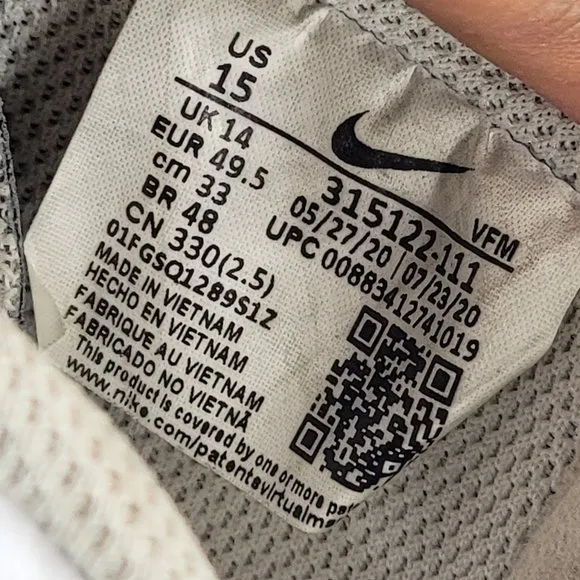 US
15
UK 14
EUR 49.5
cm 33
BR 48
CN 330(2.5)
01FGSQ1289S1Z
MADE IN VIETNAM
HECHO EN VIETNAM
FABRIQUE AU VIETNAM
FABRICADO NO VIETNÃ
This product is covered by one or more
www.nike.com/patents
VFM
315122-111
05/27/20 | 07/23/20
UPC 00883412741019